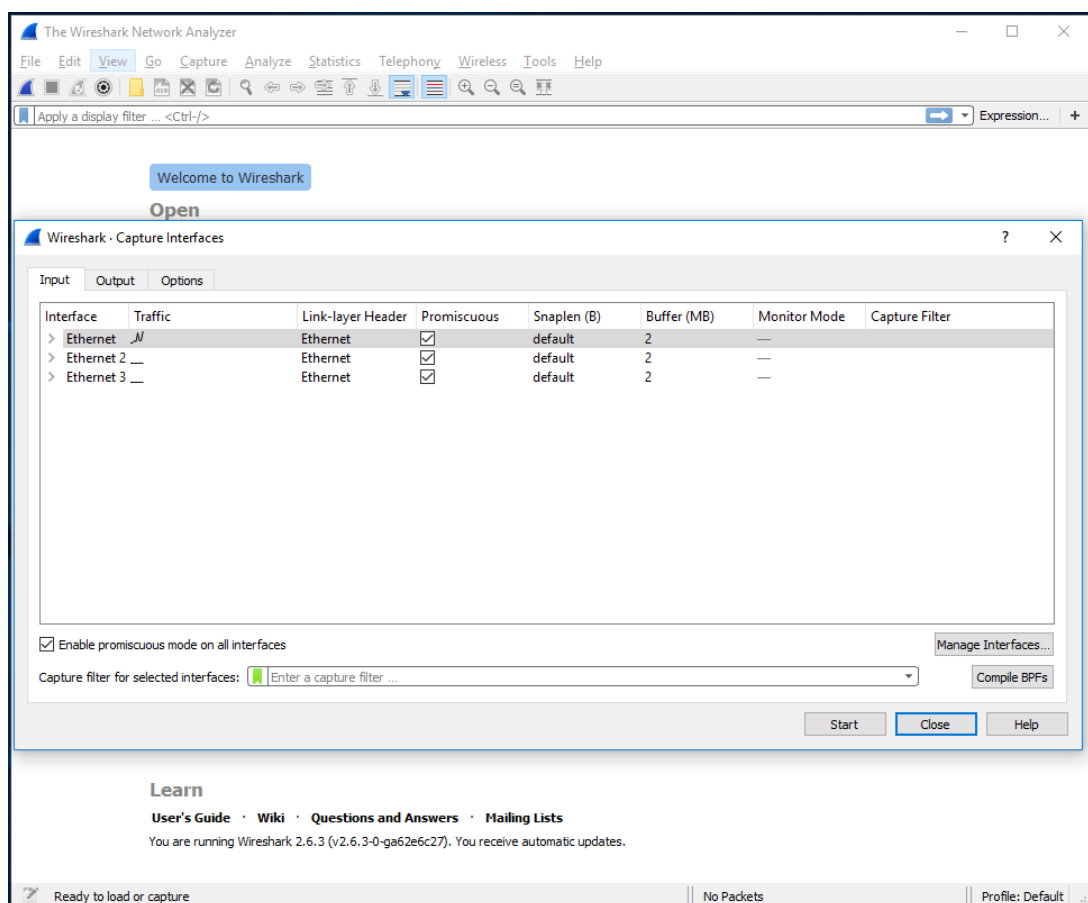 The Wireshark Network Analyzer
File Edit View Go Capture Analyze Statistics Telephony Wireless Tools Help
Apply a display filter ... <Ctrl-/> Expression... +
Welcome to Wireshark
Open
Wireshark · Capture Interfaces ?
Input Output Options
Interface Traffic Link-layer Header Promiscuous Snaplen (B) Buffer (MB) Monitor Mode Capture Filter
Ethernet Ethernet default 2 —
Ethernet 2 Ethernet default 2 —
Ethernet 3 Ethernet default 2 —
Enable promiscuous mode on all interfaces Manage Interfaces...
Capture filter for selected interfaces: Enter a capture filter ... Compile BPFs
Start Close Help
Learn
User's Guide · Wiki · Questions and Answers · Mailing Lists
You are running Wireshark 2.6.3 (v2.6.3-0-ga62e6c27). You receive automatic updates.
Ready to load or capture No Packets Profile: Default